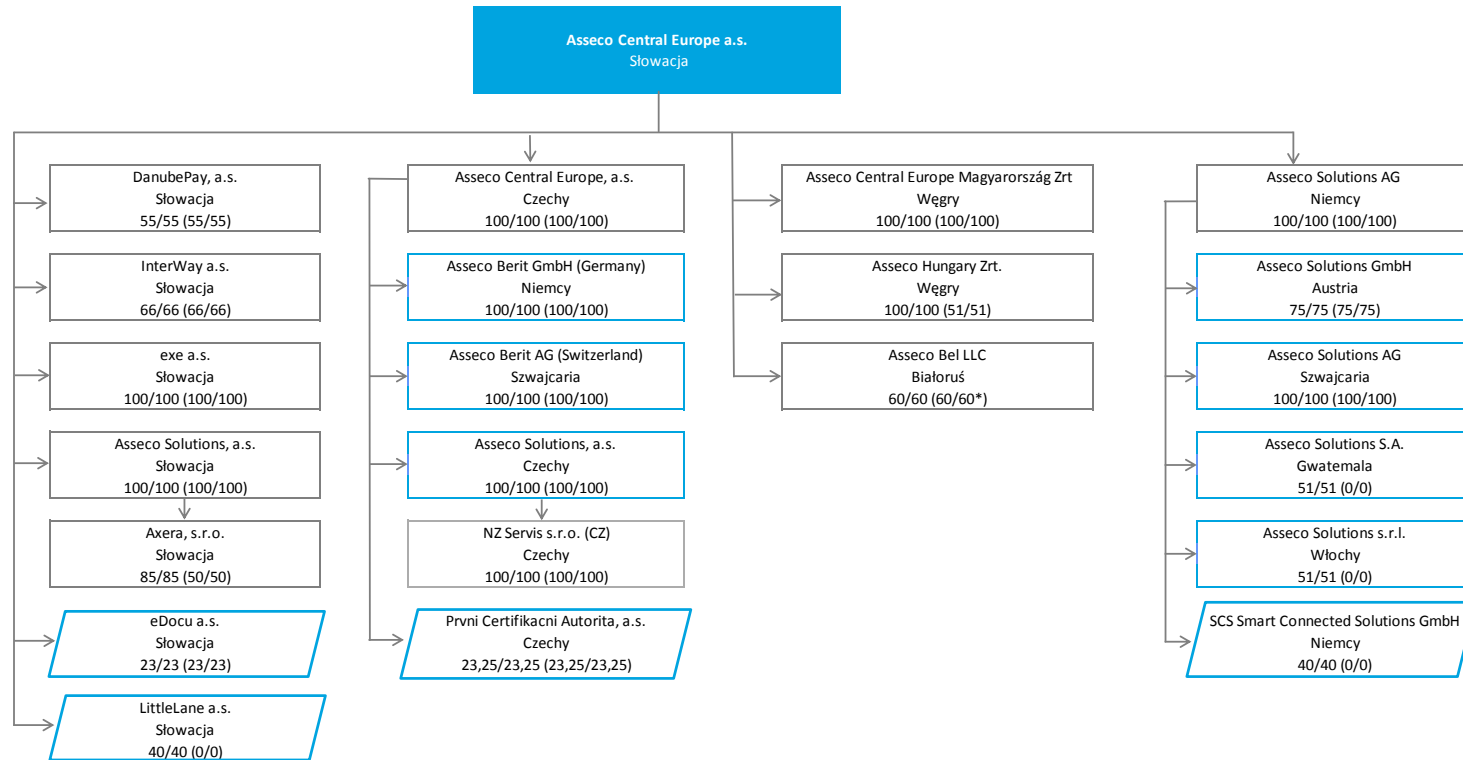 Asseco Central Europe a.s.
Słowacja
DanubePay, a.s.
Słowacja
55/55 (55/55)
InterWay a.s.
Słowacja
66/66 (66/66)
exe a.s.
Słowacja
100/100 (100/100)
Asseco Solutions, a.s.
Słowacja
100/100 (100/100)
Axera, s.r.o.
Słowacja
85/85 (50/50)
eDocu a.s.
Słowacja
23/23 (23/23)
LittleLane a.s.
Słowacja
40/40 (0/0)
Asseco Central Europe, a.s.
Czechy
100/100 (100/100)
Asseco Berit GmbH (Germany)
Niemcy
100/100 (100/100)
Asseco Berit AG (Switzerland)
Szwajcaria
100/100 (100/100)
Asseco Solutions, a.s.
Czechy
100/100 (100/100)
NZ Servis s.r.o. (CZ)
Czechy
100/100 (100/100)
Prvni Certifikacni Autorita, a.s.
Czechy
23,25/23,25 (23,25/23,25)
Asseco Central Europe Magyarország Zrt
Węgry
100/100 (100/100)
Asseco Hungary Zrt.
Węgry
100/100 (51/51)
Asseco Bel LLC
Białoruś
60/60 (60/60*)
Asseco Solutions AG
Niemcy
100/100 (100/100)
Asseco Solutions GmbH
Austria
75/75 (75/75)
Asseco Solutions AG
Szwajcaria
100/100 (100/100)
Asseco Solutions S.A.
Gwatemala
51/51 (0/0)
Asseco Solutions s.r.l.
Włochy
51/51 (0/0)
SCS Smart Connected Solutions GmbH
Niemcy
40/40 (0/0)